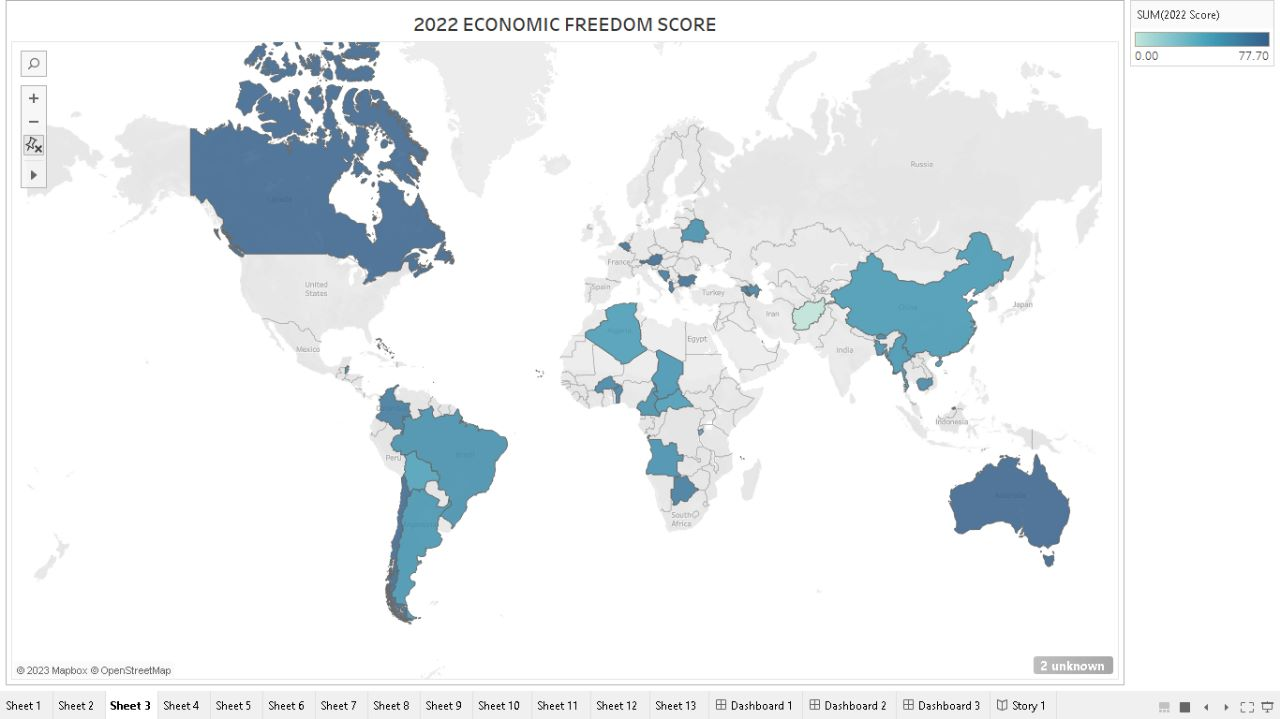 2022 ECONOMIC FREEDOM SCORE
SUM(2022 Score)
0.00 77.70
Russia
Canada
France
United
States
Spain
Turkey
Iran
China
Japan
Mexico
Algeria
Egypt
India
Colombia
Indonesia
Peru
Brazil
Argentina
South
Africa
Australia
© 2023 Mapbox © OpenStreetMap
2 unknown
Sheet 1 Sheet 2 Sheet 3 Sheet 4 Sheet 5 Sheet 6 Sheet 7 Sheet 8 Sheet 9 Sheet 10 Sheet 11 Sheet 12 Sheet 13 Dashboard 1 Dashboard 2 Dashboard 3 Story 1